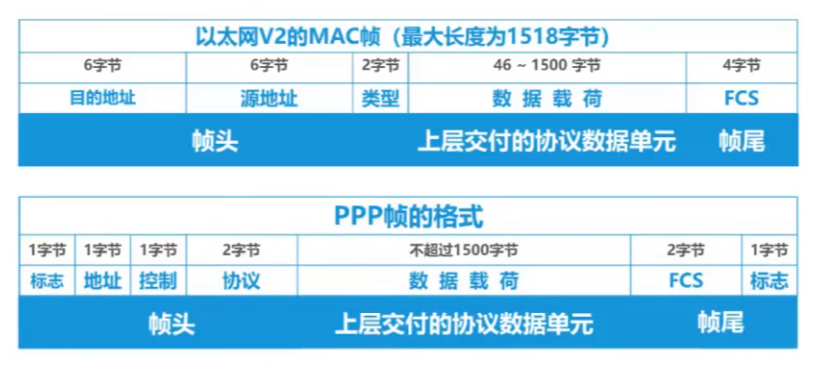 以太网V2的MAC帧（最大长度为1518字节）
6字节 6字节 2字节 46 ~ 1500 字节 4字节
目的地址 源地址 类型 数据载荷 FCS
帧头 上层交付的协议数据单元 帧尾
PPP帧的格式
1字节 1字节 1字节 2字节 不超过1500字节 2字节 1字节
标志 地址 控制 协议 数据载荷 FCS 标志
帧头 上层交付的协议数据单元 帧尾